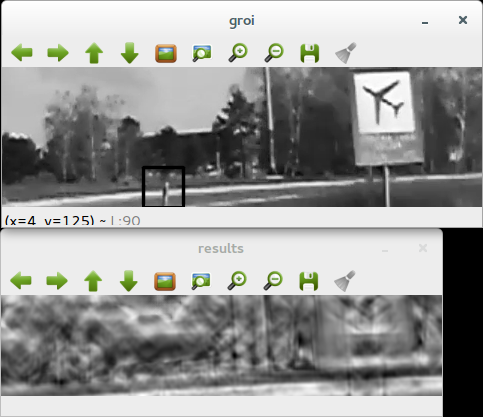 groi
(x=4, y=125) ~ L:90
results